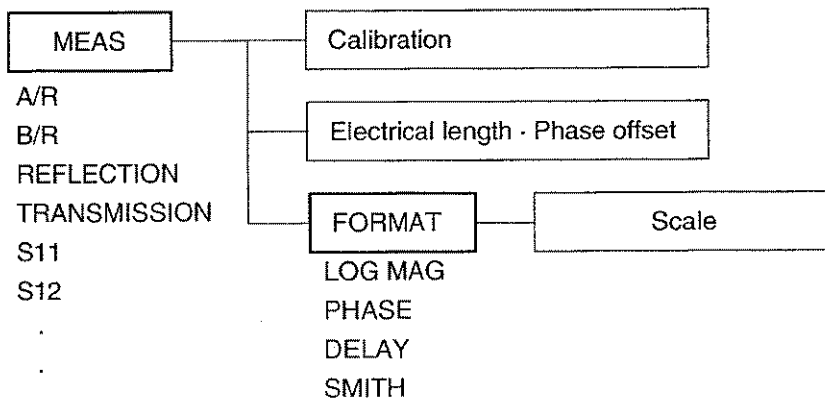 MEAS
Calibration
A/R
B/R
Electrical length · Phase offset
REFLECTION
TRANSMISSION
FORMAT
Scale
S11
LOG MAG
S12
PHASE
.
DELAY
.
SMITH